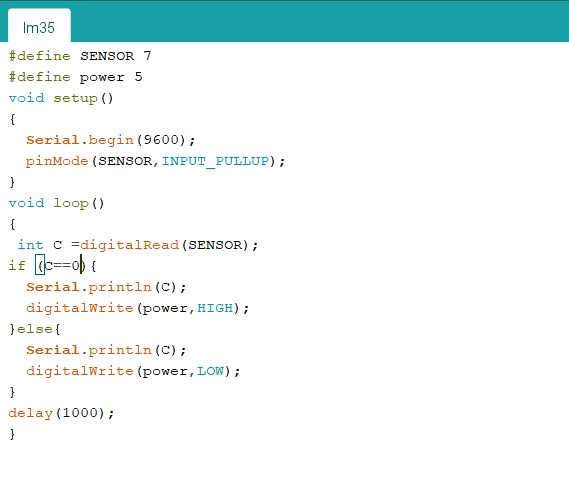 lm35
#define SENSOR 7
#define power 5
void setup()
{
  Serial.begin(9600);
  pinMode(SENSOR,INPUT_PULLUP);
}
void loop()
{
 int C =digitalRead(SENSOR);
if (C==0){
  Serial.println(C);
  digitalWrite(power,HIGH);
}else{
  Serial.println(C);
  digitalWrite(power,LOW);
}
delay(1000);
}